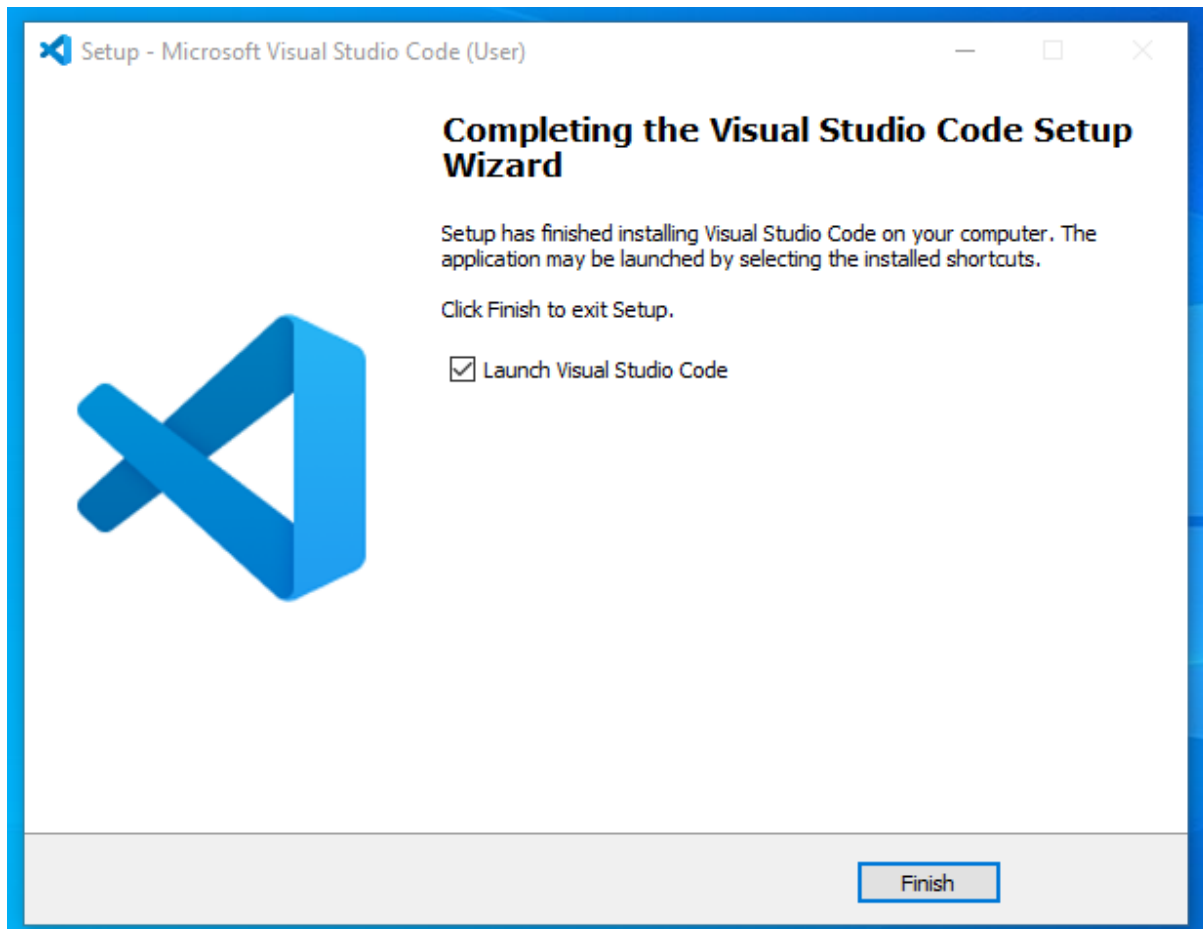 Setup - Microsoft Visual Studio Code (User)
Completing the Visual Studio Code Setup
Wizard
Setup has finished installing Visual Studio Code on your computer. The
application may be launched by selecting the installed shortcuts.
Click Finish to exit Setup.
Launch Visual Studio Code
Finish